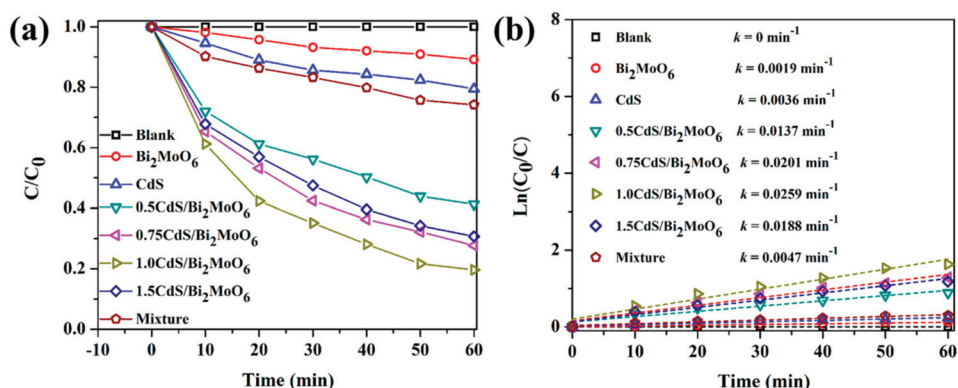 (a)
C/C₀
1.0
0.8
0.6
0.4
0.2
0.0
Blank
Bi₂MoO₆
CdS
0.5CdS/Bi₂MoO₆
0.75CdS/Bi₂MoO₆
1.0CdS/Bi₂MoO₆
1.5CdS/Bi₂MoO₆
Mixture
-10 0 10 20 30 40 50 60
Time (min)
(b)
Ln(C₀/C)
8
6
4
2
0
Blank k = 0 min⁻¹
Bi₂MoO₆ k = 0.0019 min⁻¹
CdS k = 0.0036 min⁻¹
0.5CdS/Bi₂MoO₆ k = 0.0137 min⁻¹
0.75CdS/Bi₂MoO₆ k = 0.0201 min⁻¹
1.0CdS/Bi₂MoO₆ k = 0.0259 min⁻¹
1.5CdS/Bi₂MoO₆ k = 0.0188 min⁻¹
Mixture k = 0.0047 min⁻¹
0 10 20 30 40 50 60
Time (min)